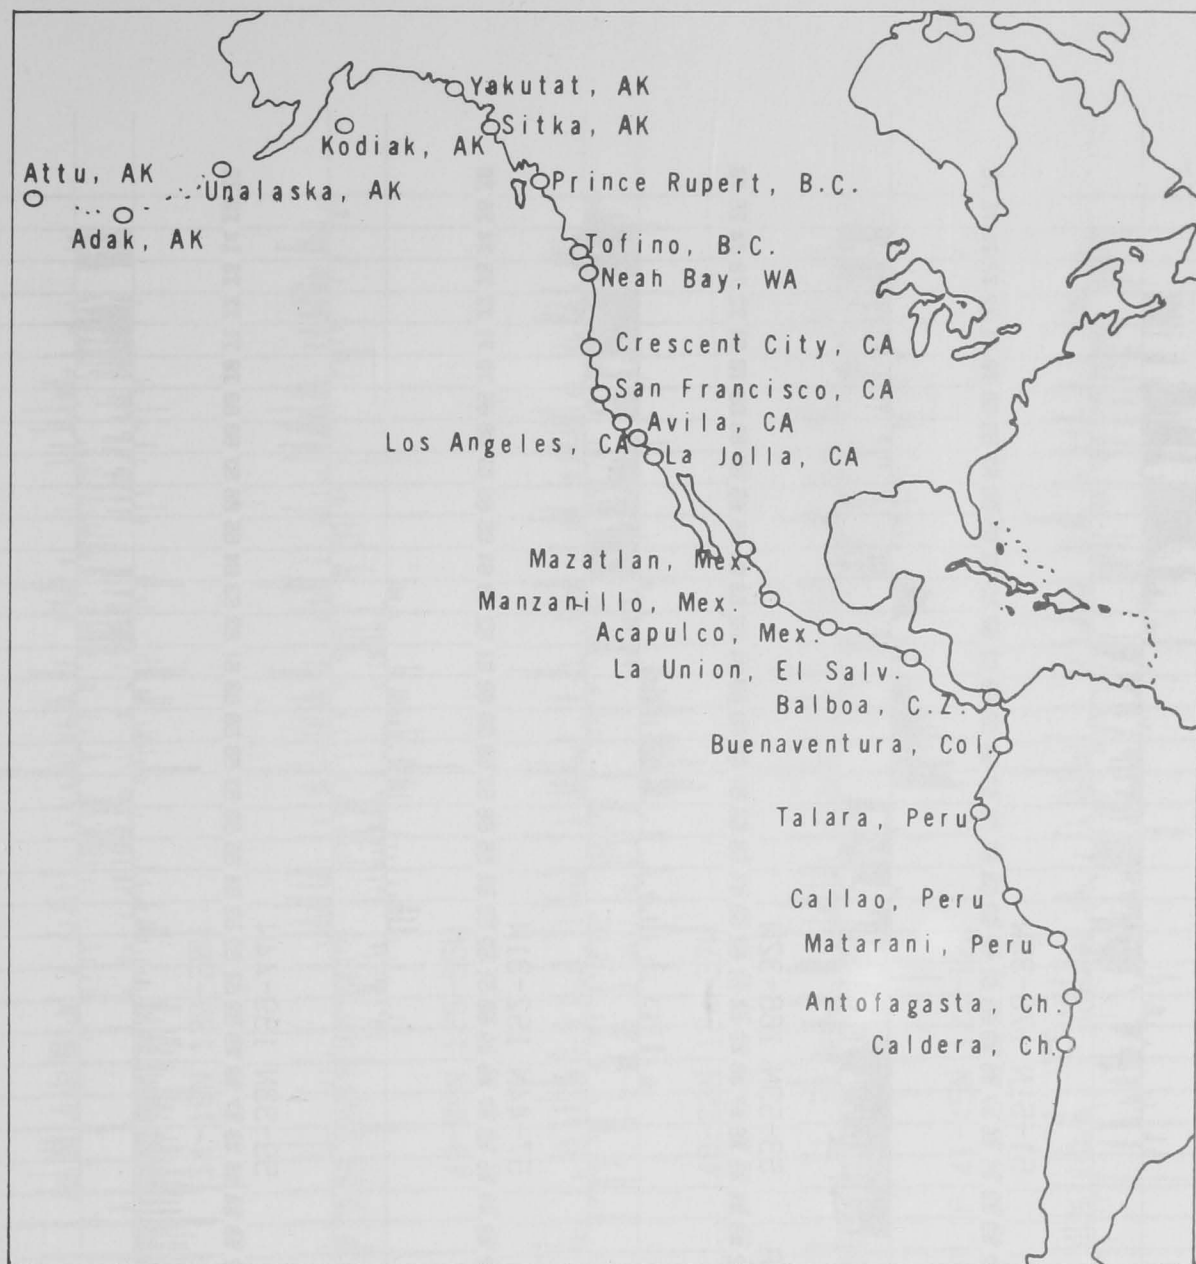 Yakutat, AK
Sitka, AK
Kodiak, AK
Attu, AK
Unalaska, AK
Prince Rupert, B.C.
Adak, AK
Tofino, B.C.
Neah Bay, WA
Crescent City, CA
San Francisco, CA
Avila, CA
Los Angeles, CA
La Jolla, CA
Mazatlan, Mex.
Manzanillo, Mex.
Acapulco, Mex.
La Union, El Salv.
Balboa, C.Z.
Buenaventura, Col.
Talara, Peru
Callao, Peru
Matarani, Peru
Antofagasta, Ch.
Caldera, Ch.